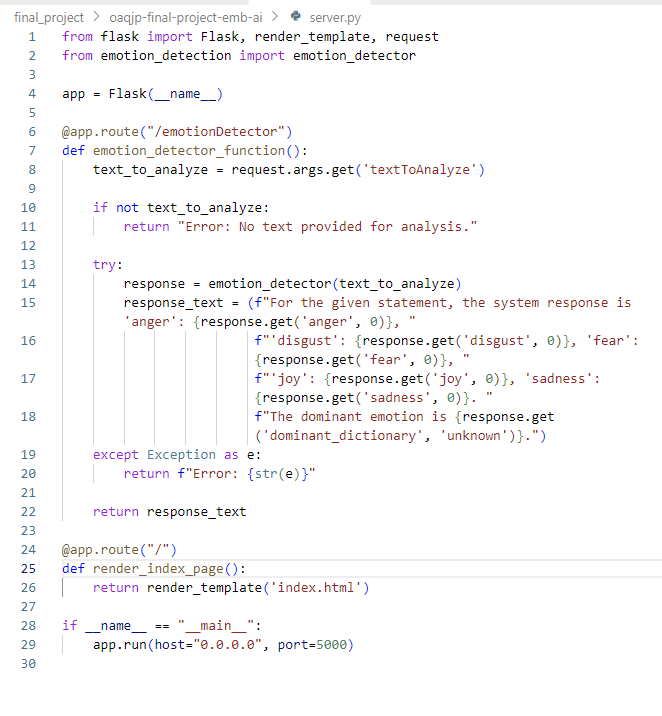 final_project > oaqjp-final-project-emb-ai > server.py
1 from flask import Flask, render_template, request
2 from emotion_detection import emotion_detector
3
4 app = Flask(__name__)
5
6 @app.route("/emotionDetector")
7 def emotion_detector_function():
8     text_to_analyze = request.args.get('textToAnalyze')
9
10     if not text_to_analyze:
11         return "Error: No text provided for analysis."
12
13     try:
14         response = emotion_detector(text_to_analyze)
15         response_text = (f"For the given statement, the system response is
'anger': {response.get('anger', 0)}, "
16                          f"'disgust': {response.get('disgust', 0)}, 'fear':
{response.get('fear', 0)}, "
17                          f"'joy': {response.get('joy', 0)}, 'sadness':
{response.get('sadness', 0)}. "
18                          f"The dominant emotion is {response.get
('dominant_dictionary', 'unknown')}.")
19     except Exception as e:
20         return f"Error: {str(e)}"
21
22     return response_text
23
24 @app.route("/")
25 def render_index_page():
26     return render_template('index.html')
27
28 if __name__ == "__main__":
29     app.run(host="0.0.0.0", port=5000)
30